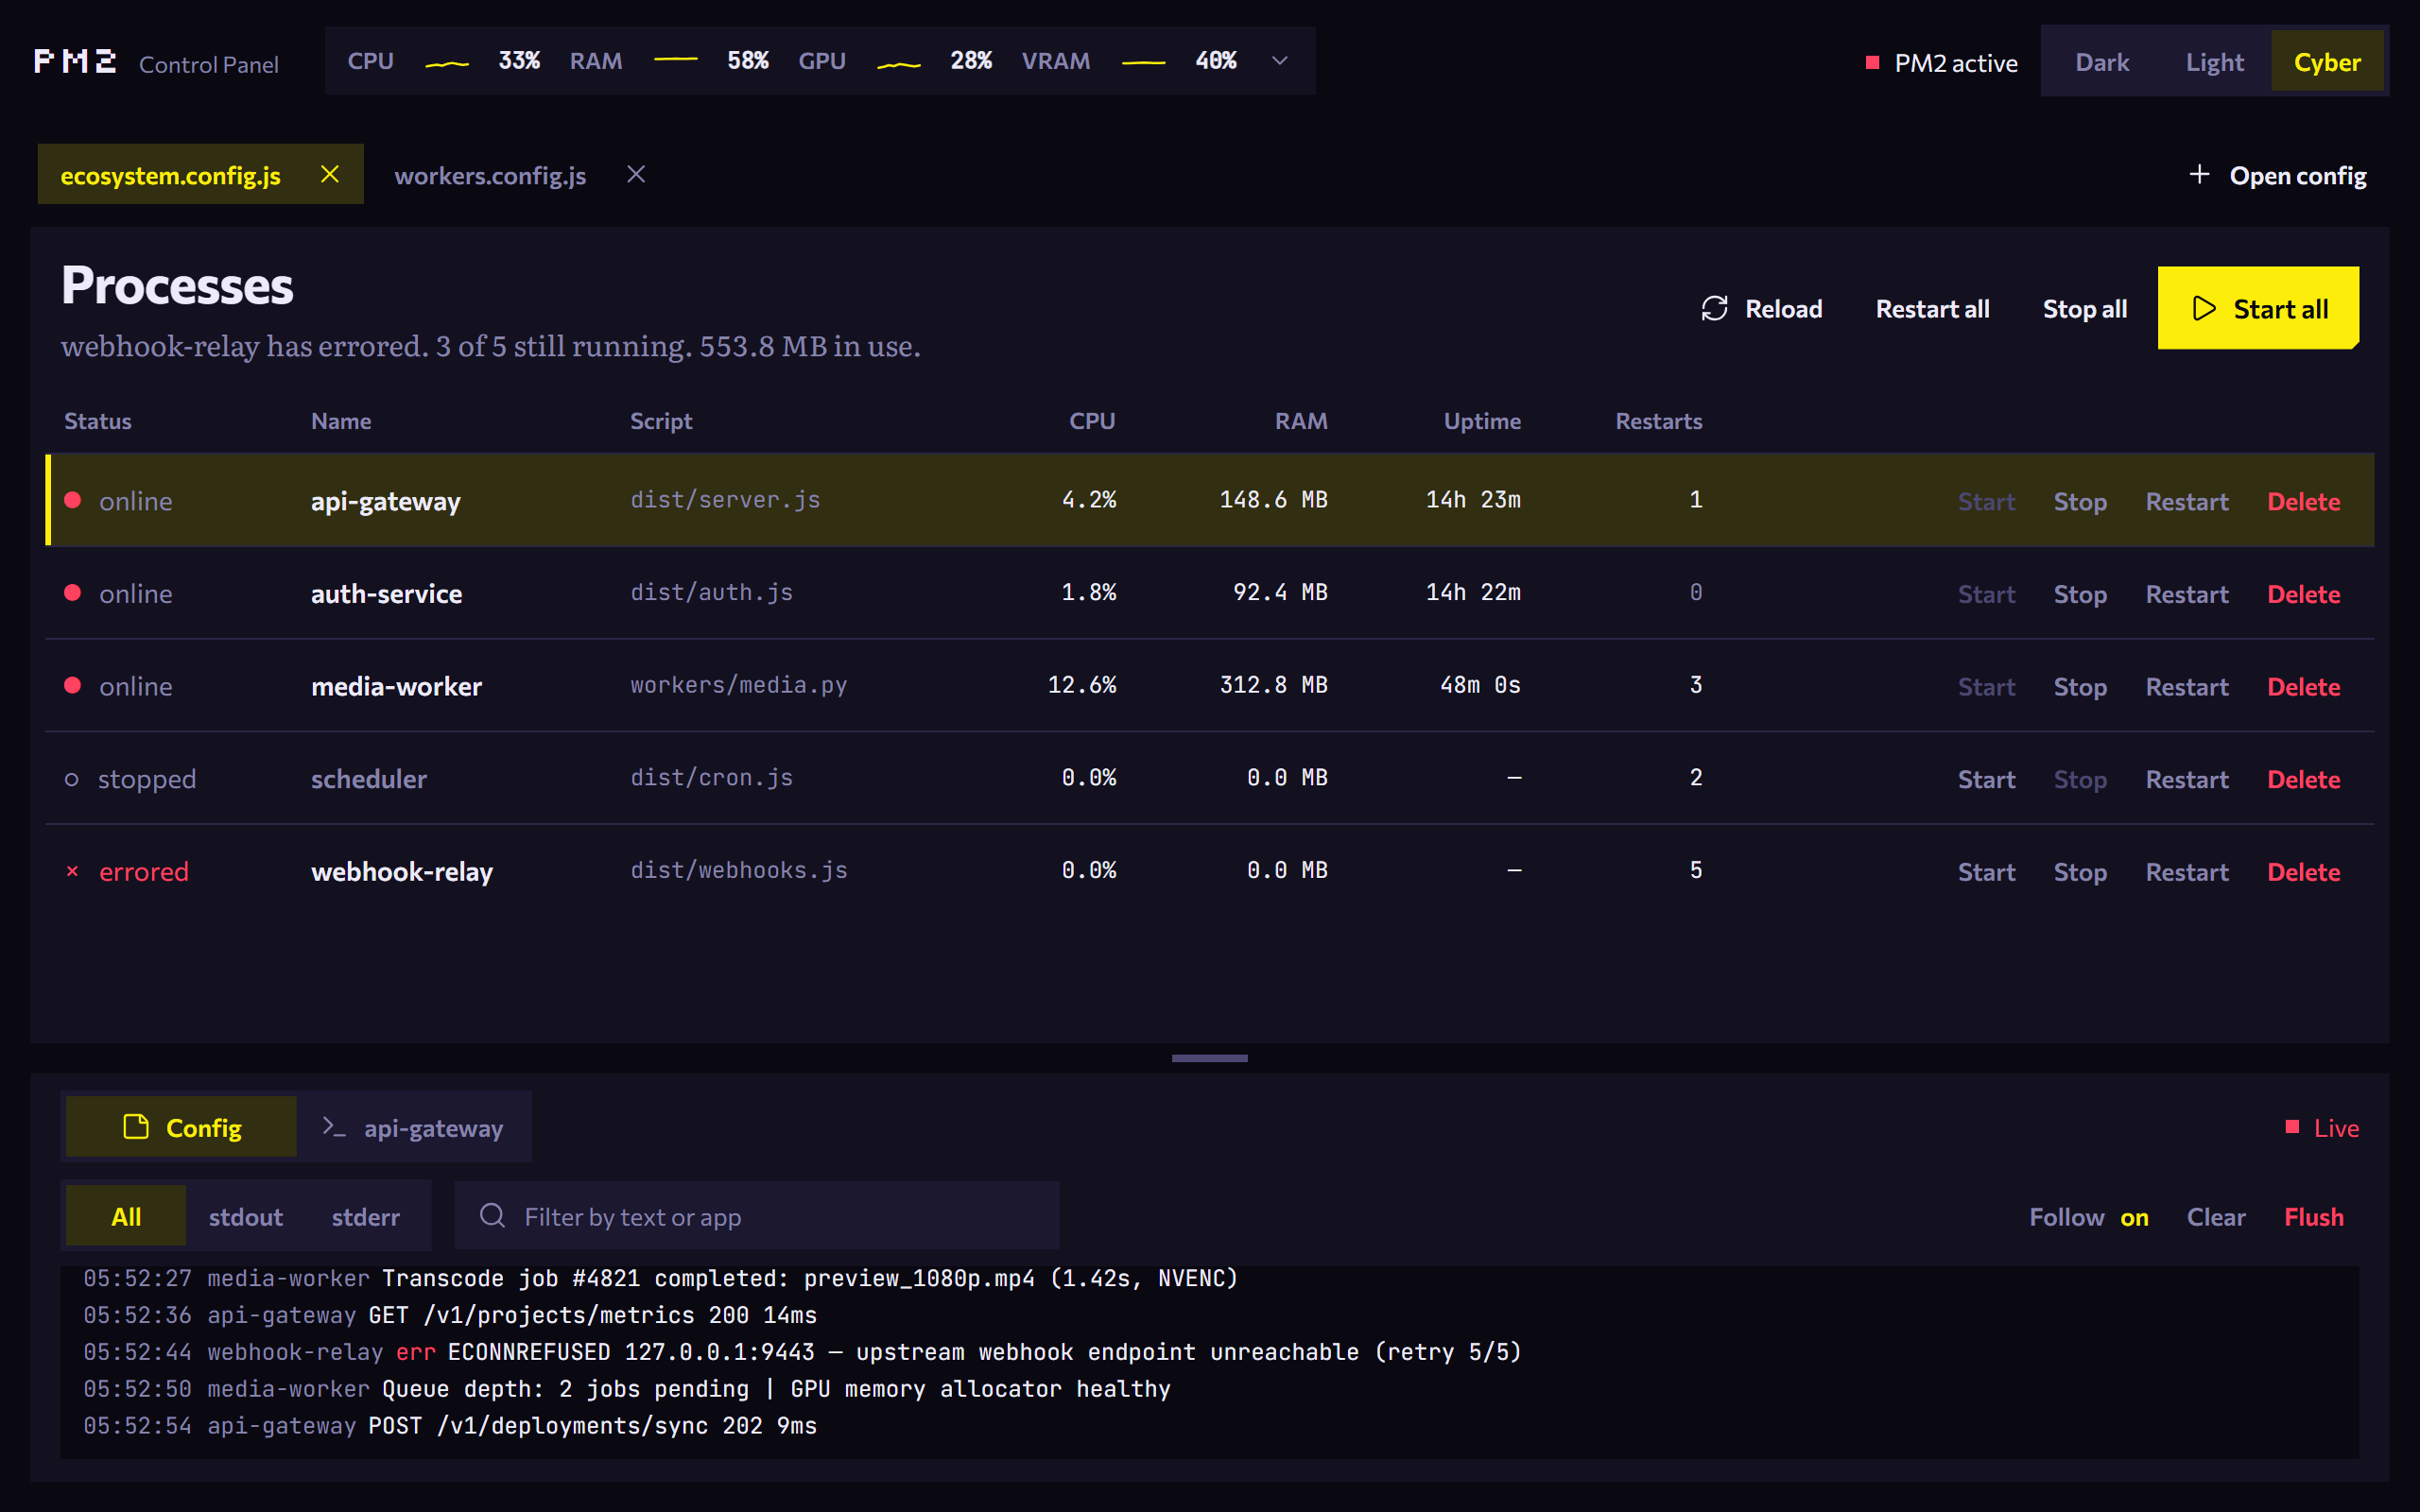 PM2 Control Panel CPU 33% RAM 58% GPU 28% VRAM 40% PM2 active Dark Light Cyber
ecosystem.config.js workers.config.js Open config
Processes
webhook-relay has errored. 3 of 5 still running. 553.8 MB in use.
Reload Restart all Stop all Start all
Status Name Script CPU RAM Uptime Restarts
online api-gateway dist/server.js 4.2% 148.6 MB 14h 23m 1 Start Stop Restart Delete
online auth-service dist/auth.js 1.8% 92.4 MB 14h 22m 0 Start Stop Restart Delete
online media-worker workers/media.py 12.6% 312.8 MB 48m 0s 3 Start Stop Restart Delete
stopped scheduler dist/cron.js 0.0% 0.0 MB — 2 Start Stop Restart Delete
errored webhook-relay dist/webhooks.js 0.0% 0.0 MB — 5 Start Stop Restart Delete
Config api-gateway Live
All stdout stderr Filter by text or app Follow on Clear Flush
05:52:27 media-worker Transcode job #4821 completed: preview_1080p.mp4 (1.42s, NVENC)
05:52:36 api-gateway GET /v1/projects/metrics 200 14ms
05:52:44 webhook-relay err ECONNREFUSED 127.0.0.1:9443 — upstream webhook endpoint unreachable (retry 5/5)
05:52:50 media-worker Queue depth: 2 jobs pending | GPU memory allocator healthy
05:52:54 api-gateway POST /v1/deployments/sync 202 9ms